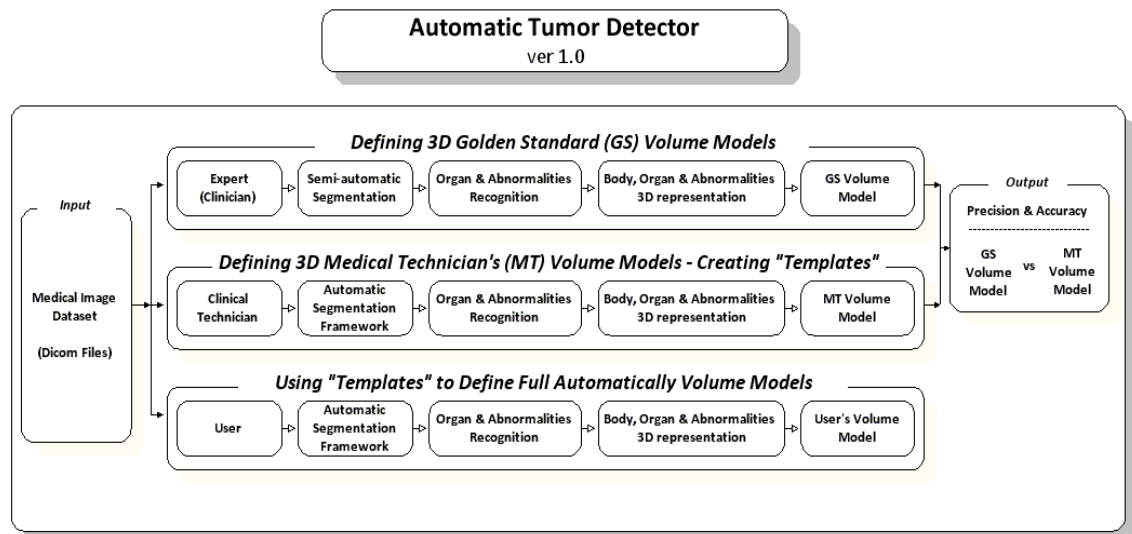 Automatic Tumor Detector
ver 1.0
Input
Medical Image
Dataset
(Dicom Files)
Defining 3D Golden Standard (GS) Volume Models
Expert
(Clinician)
Semi-automatic
Segmentation
Organ & Abnormalities
Recognition
Body, Organ & Abnormalities
3D representation
GS Volume
Model
Defining 3D Medical Technician's (MT) Volume Models - Creating "Templates"
Clinical
Technician
Automatic
Segmentation
Framework
Organ & Abnormalities
Recognition
Body, Organ & Abnormalities
3D representation
MT Volume
Model
Using "Templates" to Define Full Automatically Volume Models
User
Automatic
Segmentation
Framework
Organ & Abnormalities
Recognition
Body, Organ & Abnormalities
3D representation
User's Volume
Model
Output
Precision & Accuracy
GS
Volume
Model
vs
MT
Volume
Model